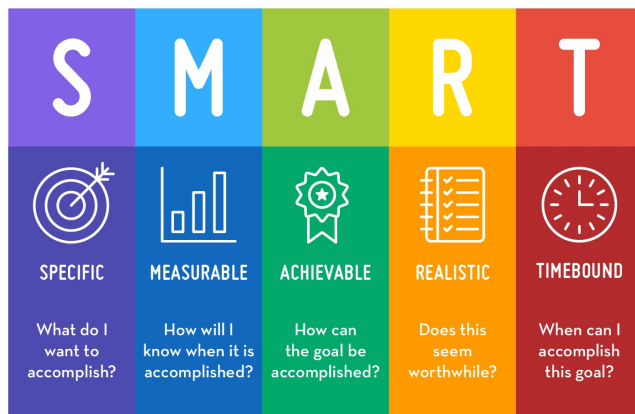 S M A R T
SPECIFIC MEASURABLE ACHIEVABLE REALISTIC TIMEBOUND
What do I
want to
accomplish?
How will I
know when it is
accomplished?
How can
the goal be
accomplished?
Does this
seem
worthwhile?
When can I
accomplish
this goal?